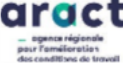 aract
agence régionale
pour l'amélioration
des conditions de travail